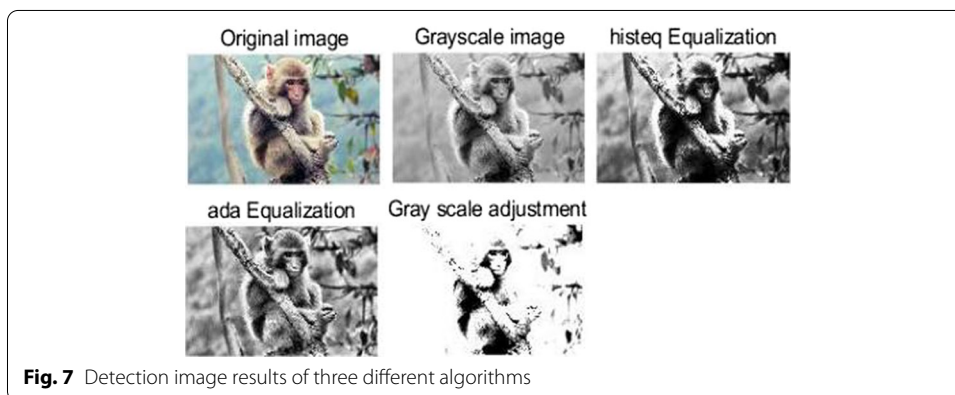 Original image
Grayscale image
histeq Equalization
ada Equalization
Gray scale adjustment
Fig. 7 Detection image results of three different algorithms